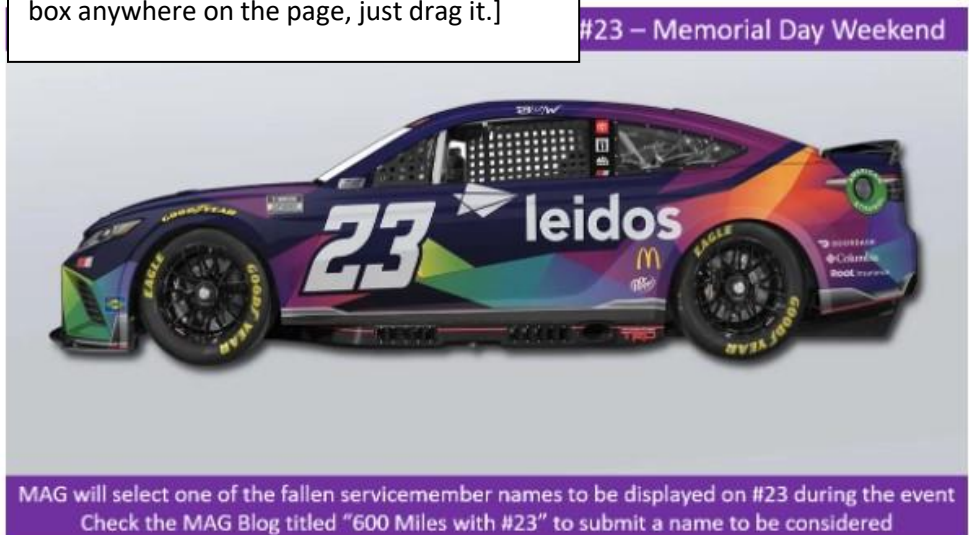 box anywhere on the page, just drag it.]
#23 – Memorial Day Weekend
23
leidos
GOODYEAR
EAGLE
GOODYEAR
EAGLE
GOODYEAR
DOORDASH
Columbia
ROOT Insurance
TRD
MAG will select one of the fallen servicemember names to be displayed on #23 during the event
Check the MAG Blog titled “600 Miles with #23” to submit a name to be considered